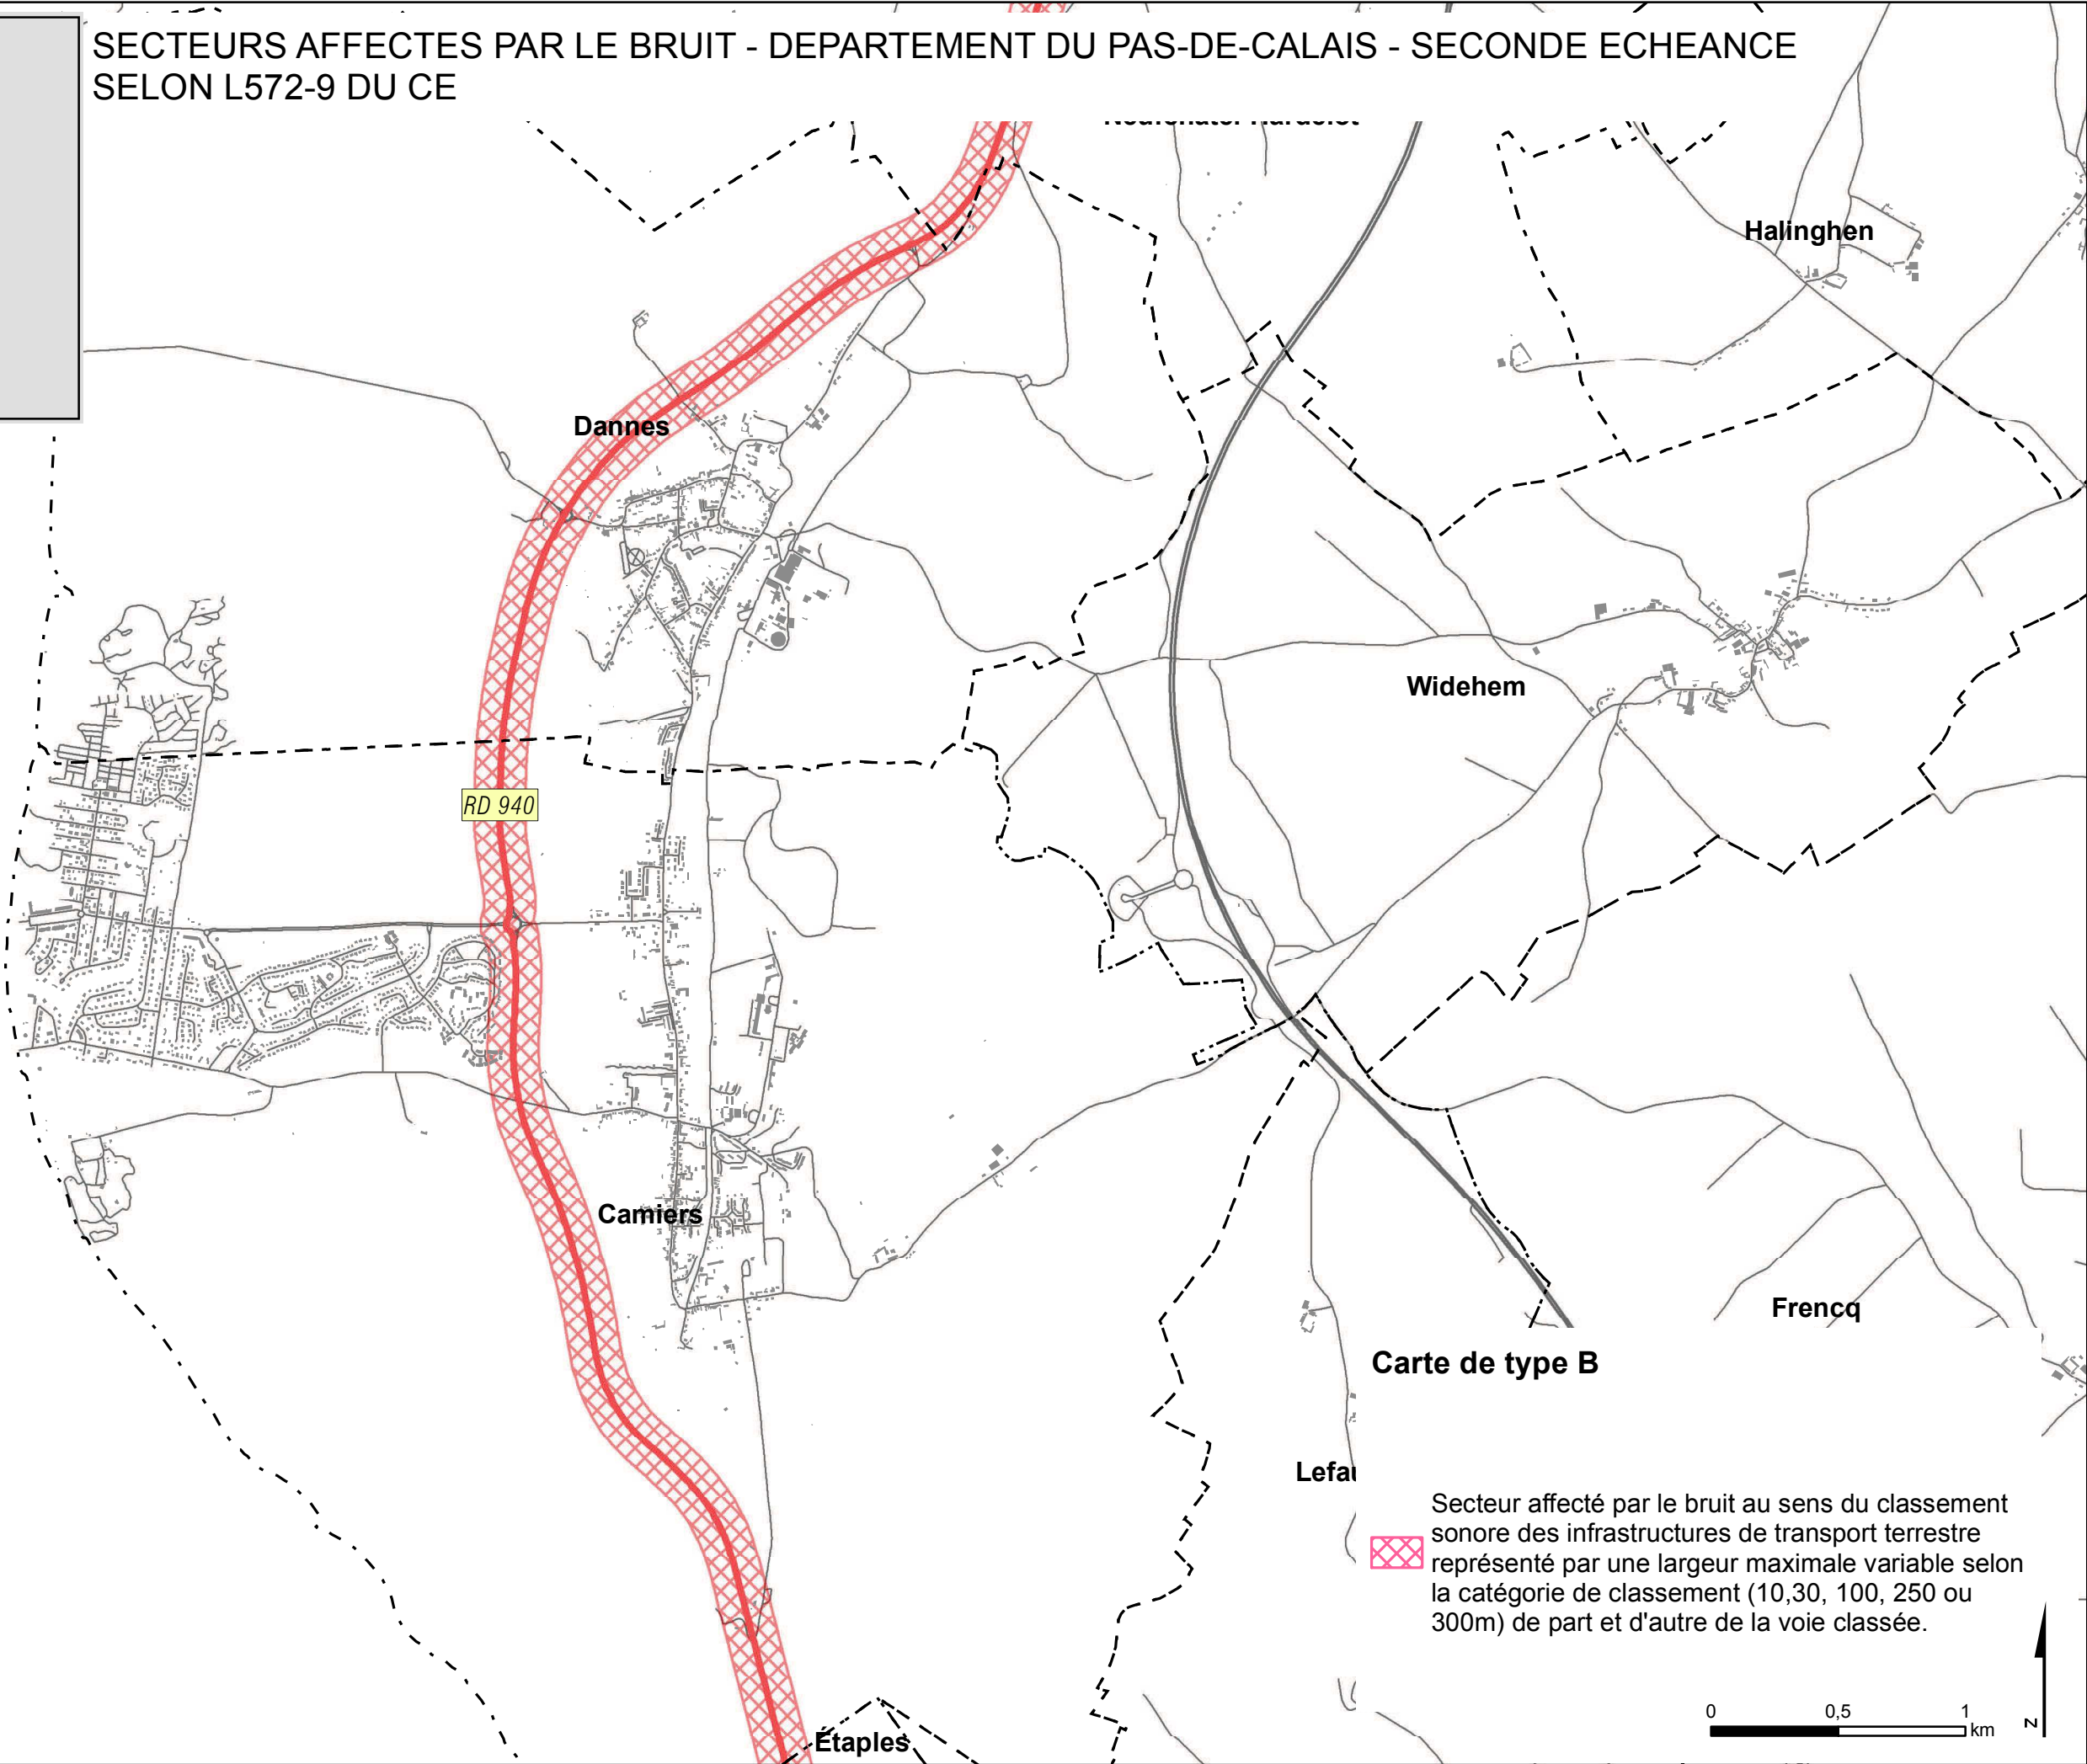 SECTEURS AFFECTES PAR LE BRUIT - DEPARTEMENT DU PAS-DE-CALAIS - SECONDE ECHEANCE
SELON L572-9 DU CE
Halinghen
Dannes
Widehem
RD 940
Camiers
Frencq
Carte de type B
Lefau
Secteur affecté par le bruit au sens du classement
sonore des infrastructures de transport terrestre
représenté par une largeur maximale variable selon
la catégorie de classement (10,30, 100, 250 ou
300m) de part et d'autre de la voie classée.
0 0,5 1
km
N
Étaples